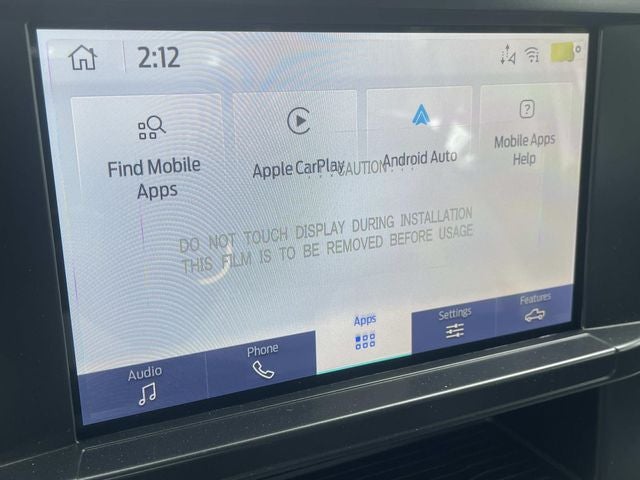 2:12
Find Mobile
Apps
Apple CarPlay
Android Auto
Mobile Apps
Help
CAUTION
DO NOT TOUCH DISPLAY DURING INSTALLATION
THIS FILM IS TO BE REMOVED BEFORE USAGE
Audio
Phone
Apps
Settings
Features